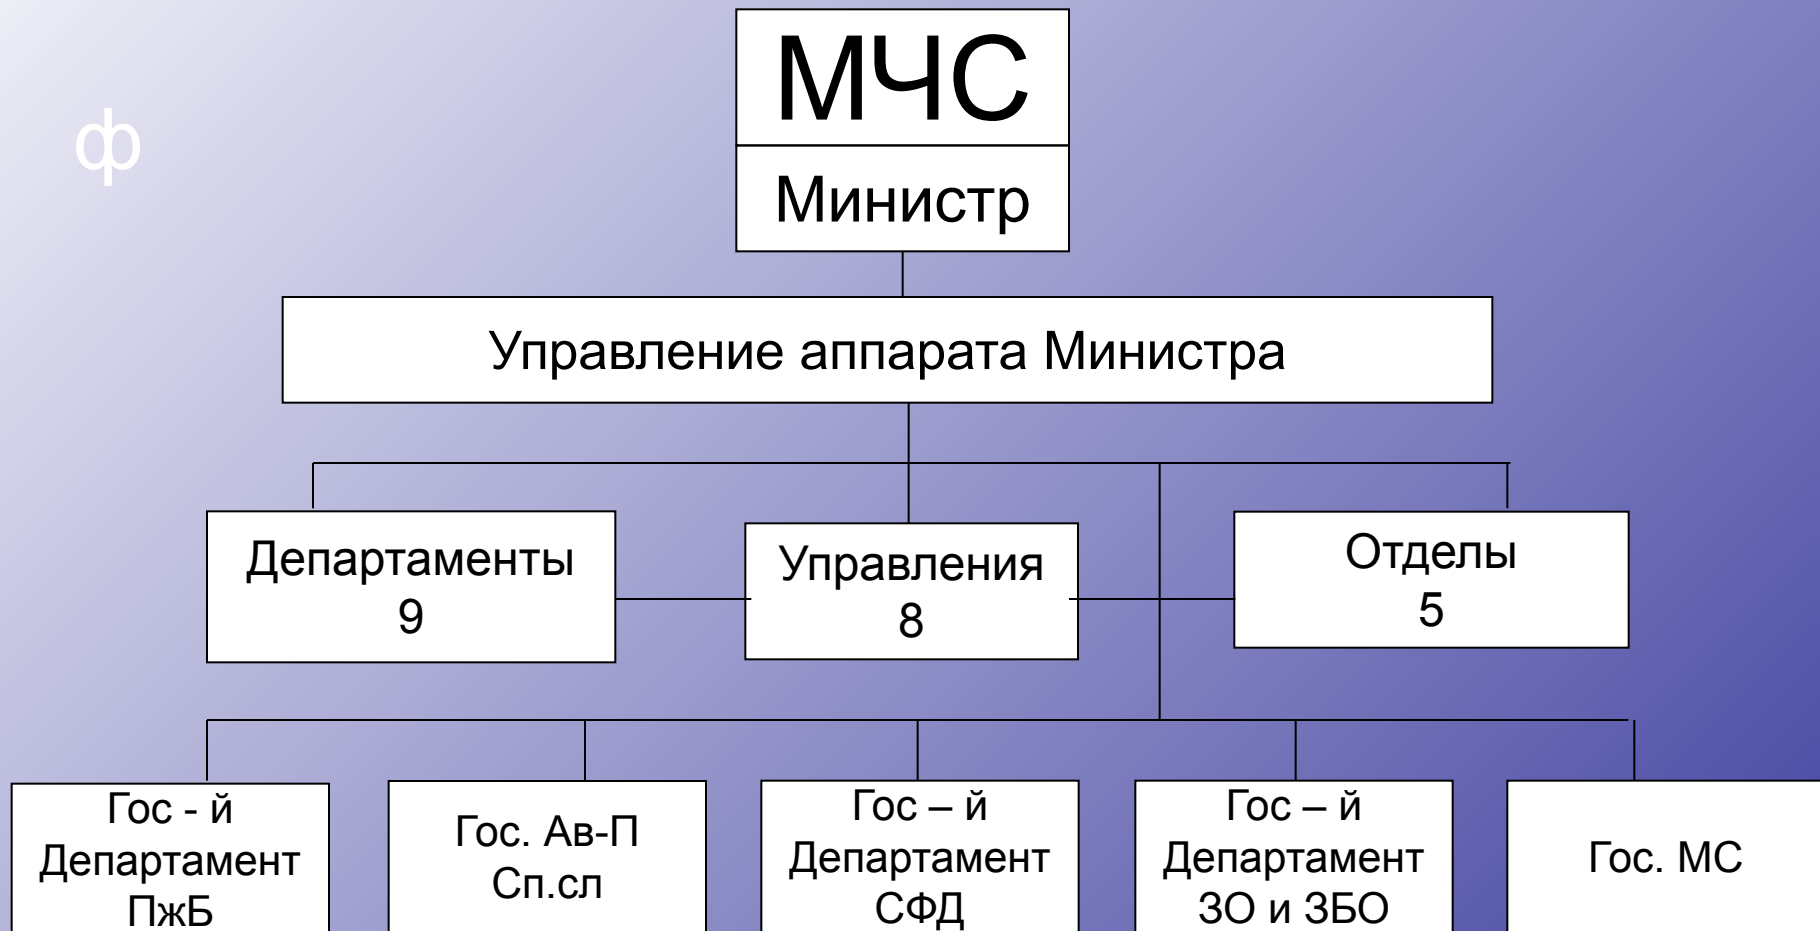 МЧС
ф
Министр
Управление аппарата Министра
Департаменты
9
Управления
8
Отделы
5
Гос - й
Департамент
ПжБ
Гос. Ав-П
Сп.сл
Гос – й
Департамент
СФД
Гос – й
Департамент
ЗО и ЗБО
Гос. МС